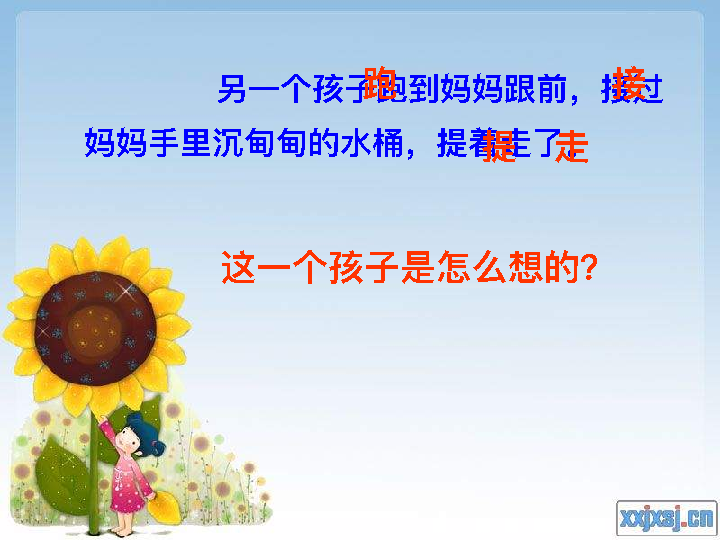 另一个孩子跑到妈妈跟前，接过
妈妈手里沉甸甸的水桶，提着走了。
跑 接
提 走
这一个孩子是怎么想的?
xxjxsj.cn